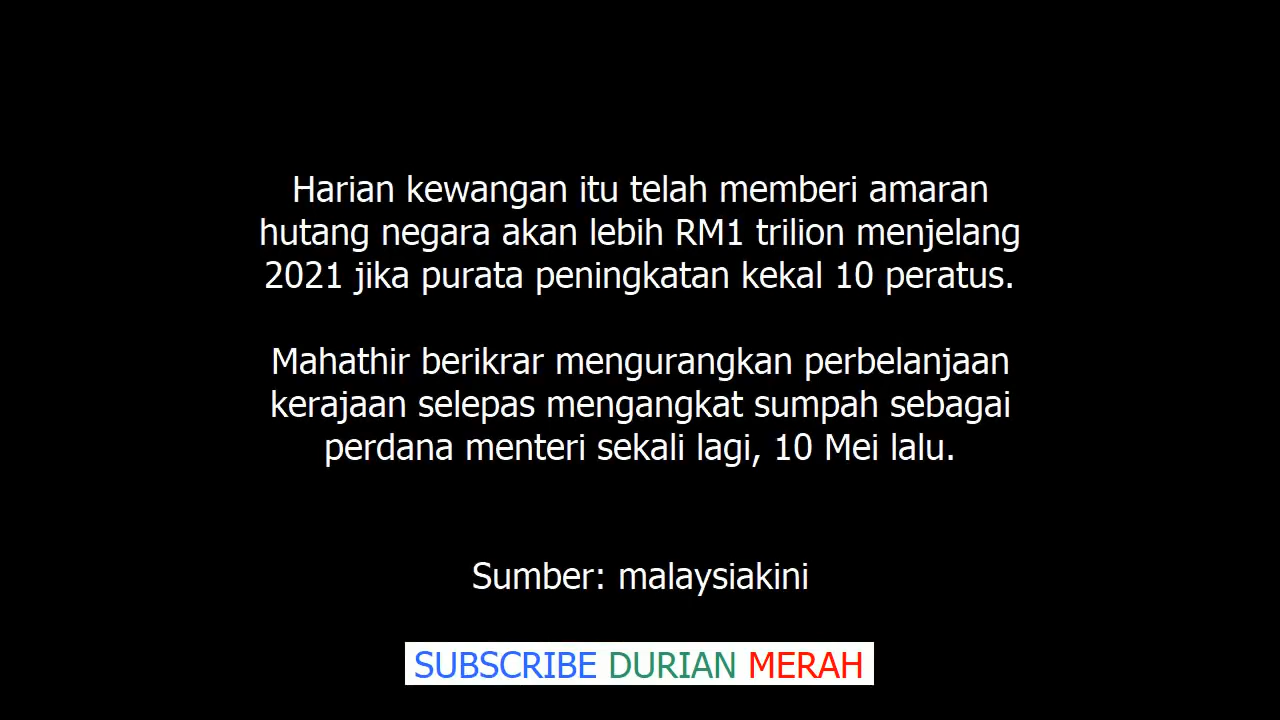 Harian kewangan itu telah memberi amaran
hutang negara akan lebih RM1 trilion menjelang
2021 jika purata peningkatan kekal 10 peratus.
Mahathir berikrar mengurangkan perbelanjaan
kerajaan selepas mengangkat sumpah sebagai
perdana menteri sekali lagi, 10 Mei lalu.
Sumber: malaysiakini
SUBSCRIBE DURIAN MERAH